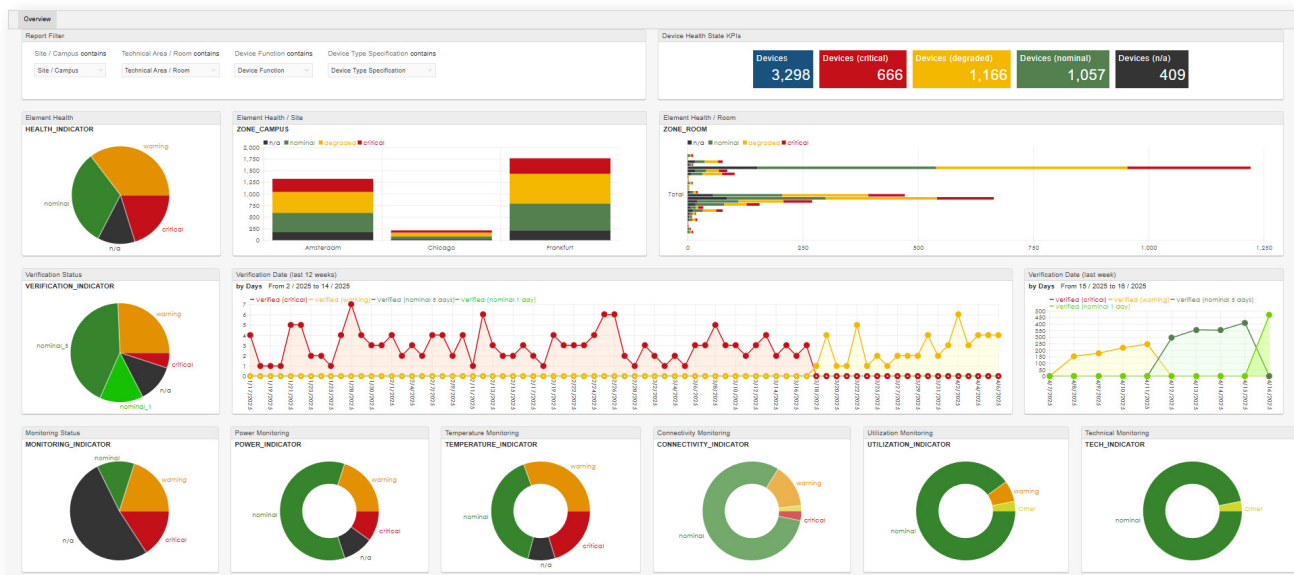 Overview
Report Filter
Site / Campus contains Technical Area / Room contains Device Function contains Device Type Specification contains
Site / Campus Technical Area / Room Device Function Device Type Specification
Device Health State KPIs
Devices Devices (critical) Devices (degraded) Devices (nominal) Devices (n/a)
3,298 666 1,166 1,057 409
Element Health
HEALTH_INDICATOR
warning
nominal
critical
n/a
Element Health / Site
ZONE_CAMPUS
n/a nominal degraded critical
2,000
1,750
1,500
1,250
1,000
750
500
250
0
Amsterdam Chicago Frankfurt
Element Health / Room
ZONE_ROOM
n/a nominal degraded critical
Total
0 250 500 750 1,000 1,250
Verification Status
VERIFICATION_INDICATOR
warning
nominal_5
critical
n/a
nominal_1
Verification Date (last 12 weeks)
by Days From 2 / 2025 to 14 / 2025
verified (critical) verified (warning) verified (nominal 5 days) verified (nominal 1 day)
7
6
5
4
3
2
1
0
Verification Date (last week)
by Days From 15 / 2025 to 18 / 2025
verified (critical) verified (warning) verified (nominal 5 days)
verified (nominal 1 day)
500
450
400
350
300
250
200
150
100
50
0
Monitoring Status
MONITORING_INDICATOR
nominal
warning
n/a
critical
Power Monitoring
POWER_INDICATOR
warning
nominal
critical
n/a
Temperature Monitoring
TEMPERATURE_INDICATOR
warning
nominal
critical
n/a
Connectivity Monitoring
CONNECTIVITY_INDICATOR
warning
critical
nominal
Utilization Monitoring
UTILIZATION_INDICATOR
warning
Other
nominal
Technical Monitoring
TECH_INDICATOR
Other
nominal